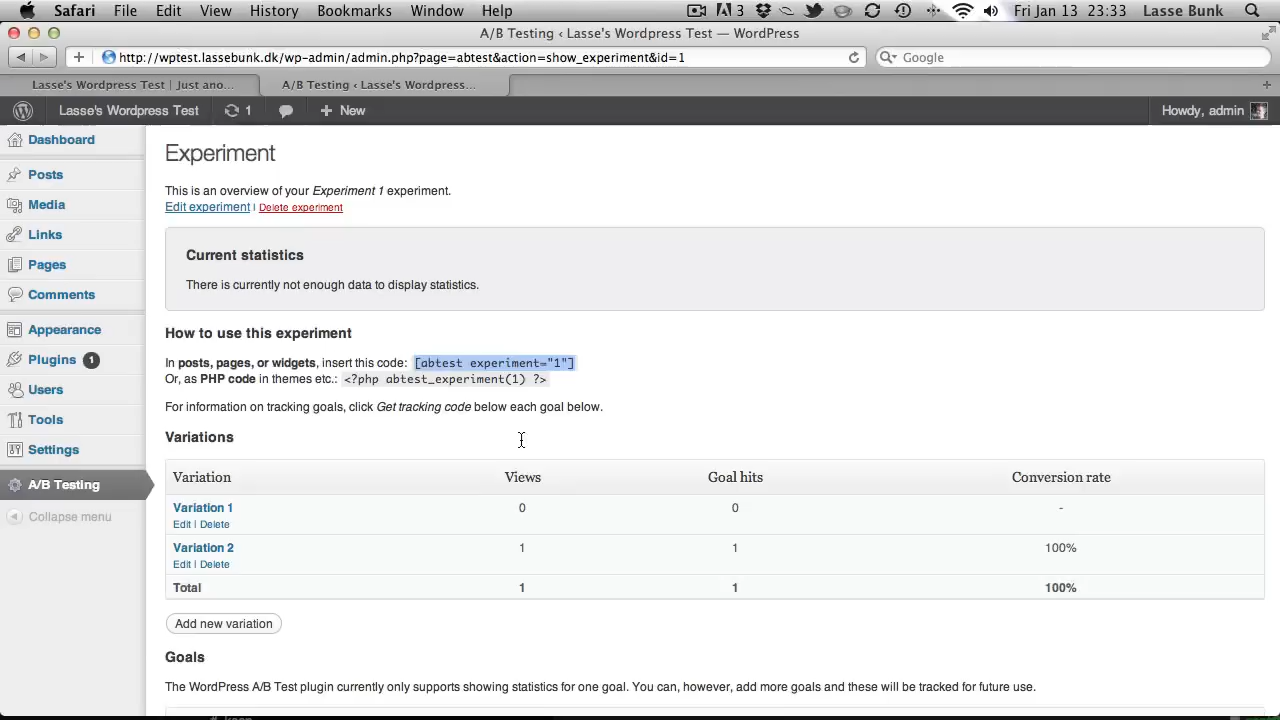 Safari File Edit View History Bookmarks Window Help 3 Fri Jan 13 23:33 Lasse Bunk
A/B Testing ‹ Lasse's Wordpress Test — WordPress
http://wptest.lassebunk.dk/wp-admin/admin.php?page=abtest&action=show_experiment&id=1 Google
Lasse's Wordpress Test | Just ano... A/B Testing ‹ Lasse's Wordpress...
Lasse's Wordpress Test 1 + New Howdy, admin
Dashboard
Posts
Media
Links
Pages
Comments
Appearance
Plugins 1
Users
Tools
Settings
A/B Testing
Collapse menu
Experiment
This is an overview of your Experiment 1 experiment.
Edit experiment | Delete experiment
Current statistics
There is currently not enough data to display statistics.
How to use this experiment
In posts, pages, or widgets, insert this code: [abtest experiment="1"]
Or, as PHP code in themes etc.: <?php abtest_experiment(1) ?>
For information on tracking goals, click Get tracking code below each goal below.
Variations
Variation Views Goal hits Conversion rate
Variation 1 0 0 -
Edit | Delete
Variation 2 1 1 100%
Edit | Delete
Total 1 1 100%
Add new variation
Goals
The WordPress A/B Test plugin currently only supports showing statistics for one goal. You can, however, add more goals and these will be tracked for future use.